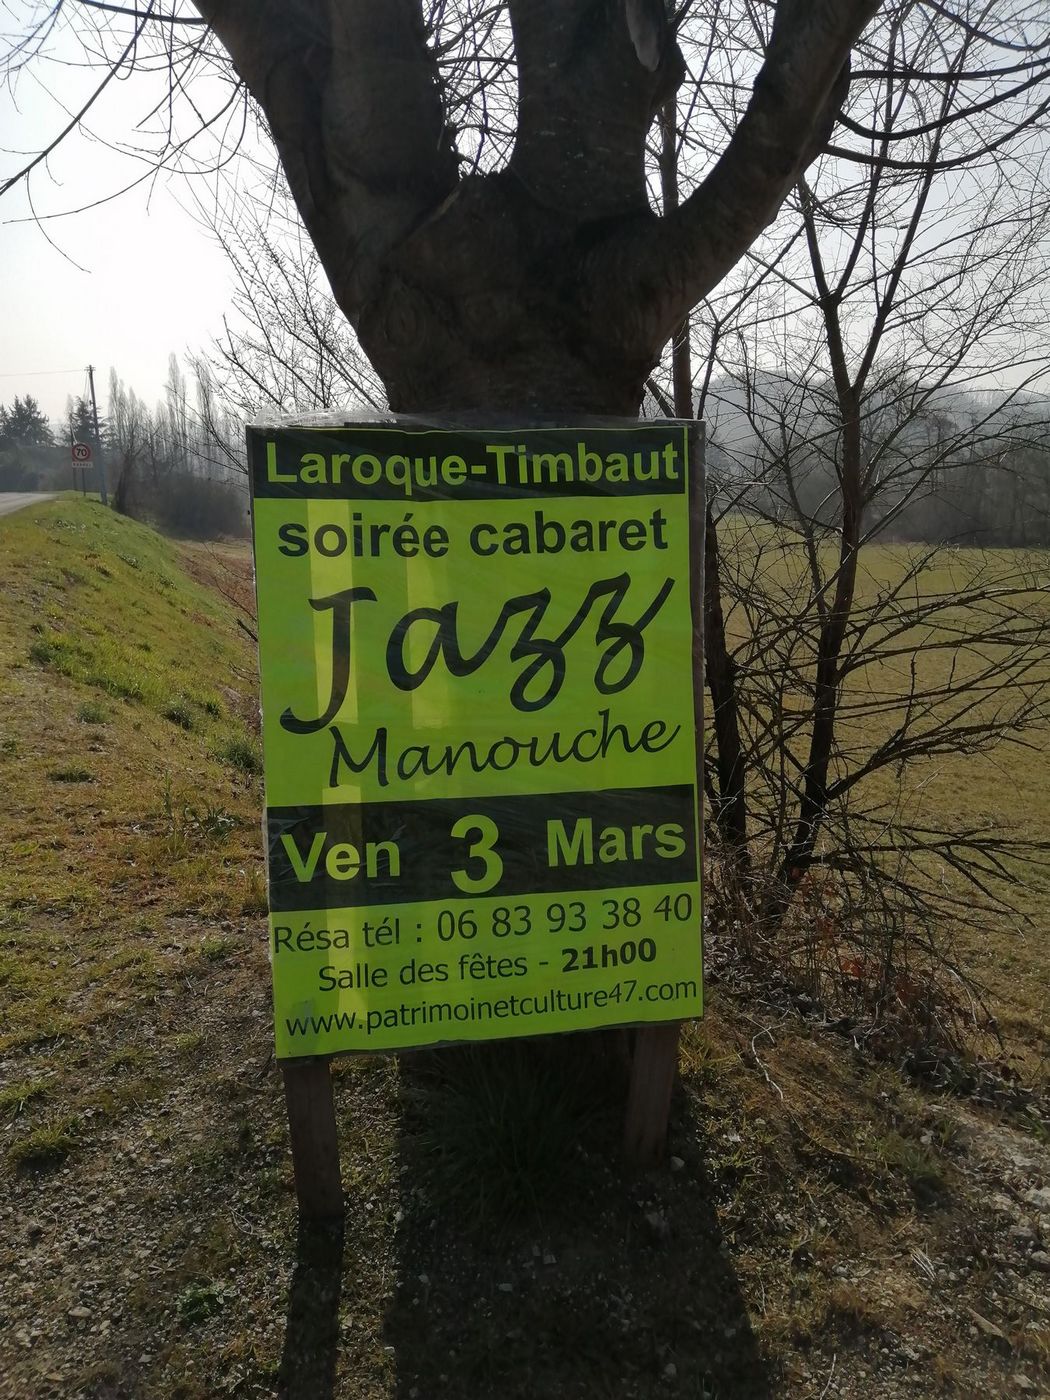 Laroque-Timbaut
soirée cabaret
Jazz
Manouche
Ven 3 Mars
Résa tél : 06 83 93 38 40
Salle des fêtes - 21h00
www.patrimoinetculture47.com
70